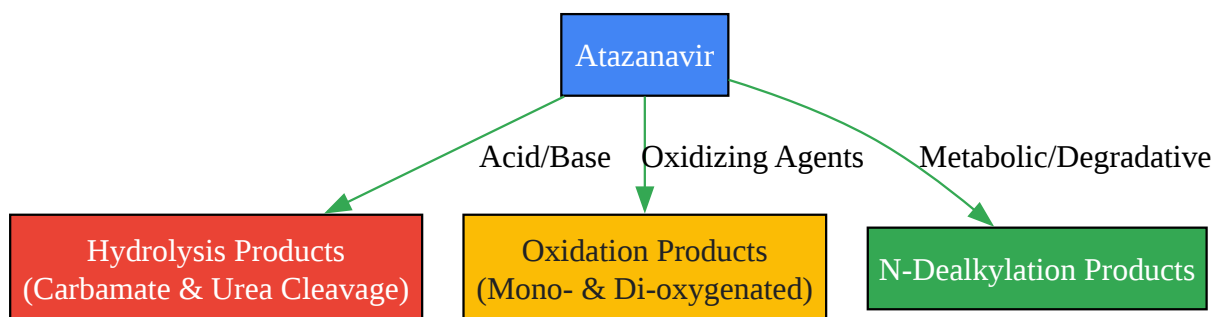 Atazanavir
Acid/Base
Oxidizing Agents
Metabolic/Degradative
Hydrolysis Products
(Carbamate & Urea Cleavage)
Oxidation Products
(Mono- & Di-oxygenated)
N-Dealkylation Products